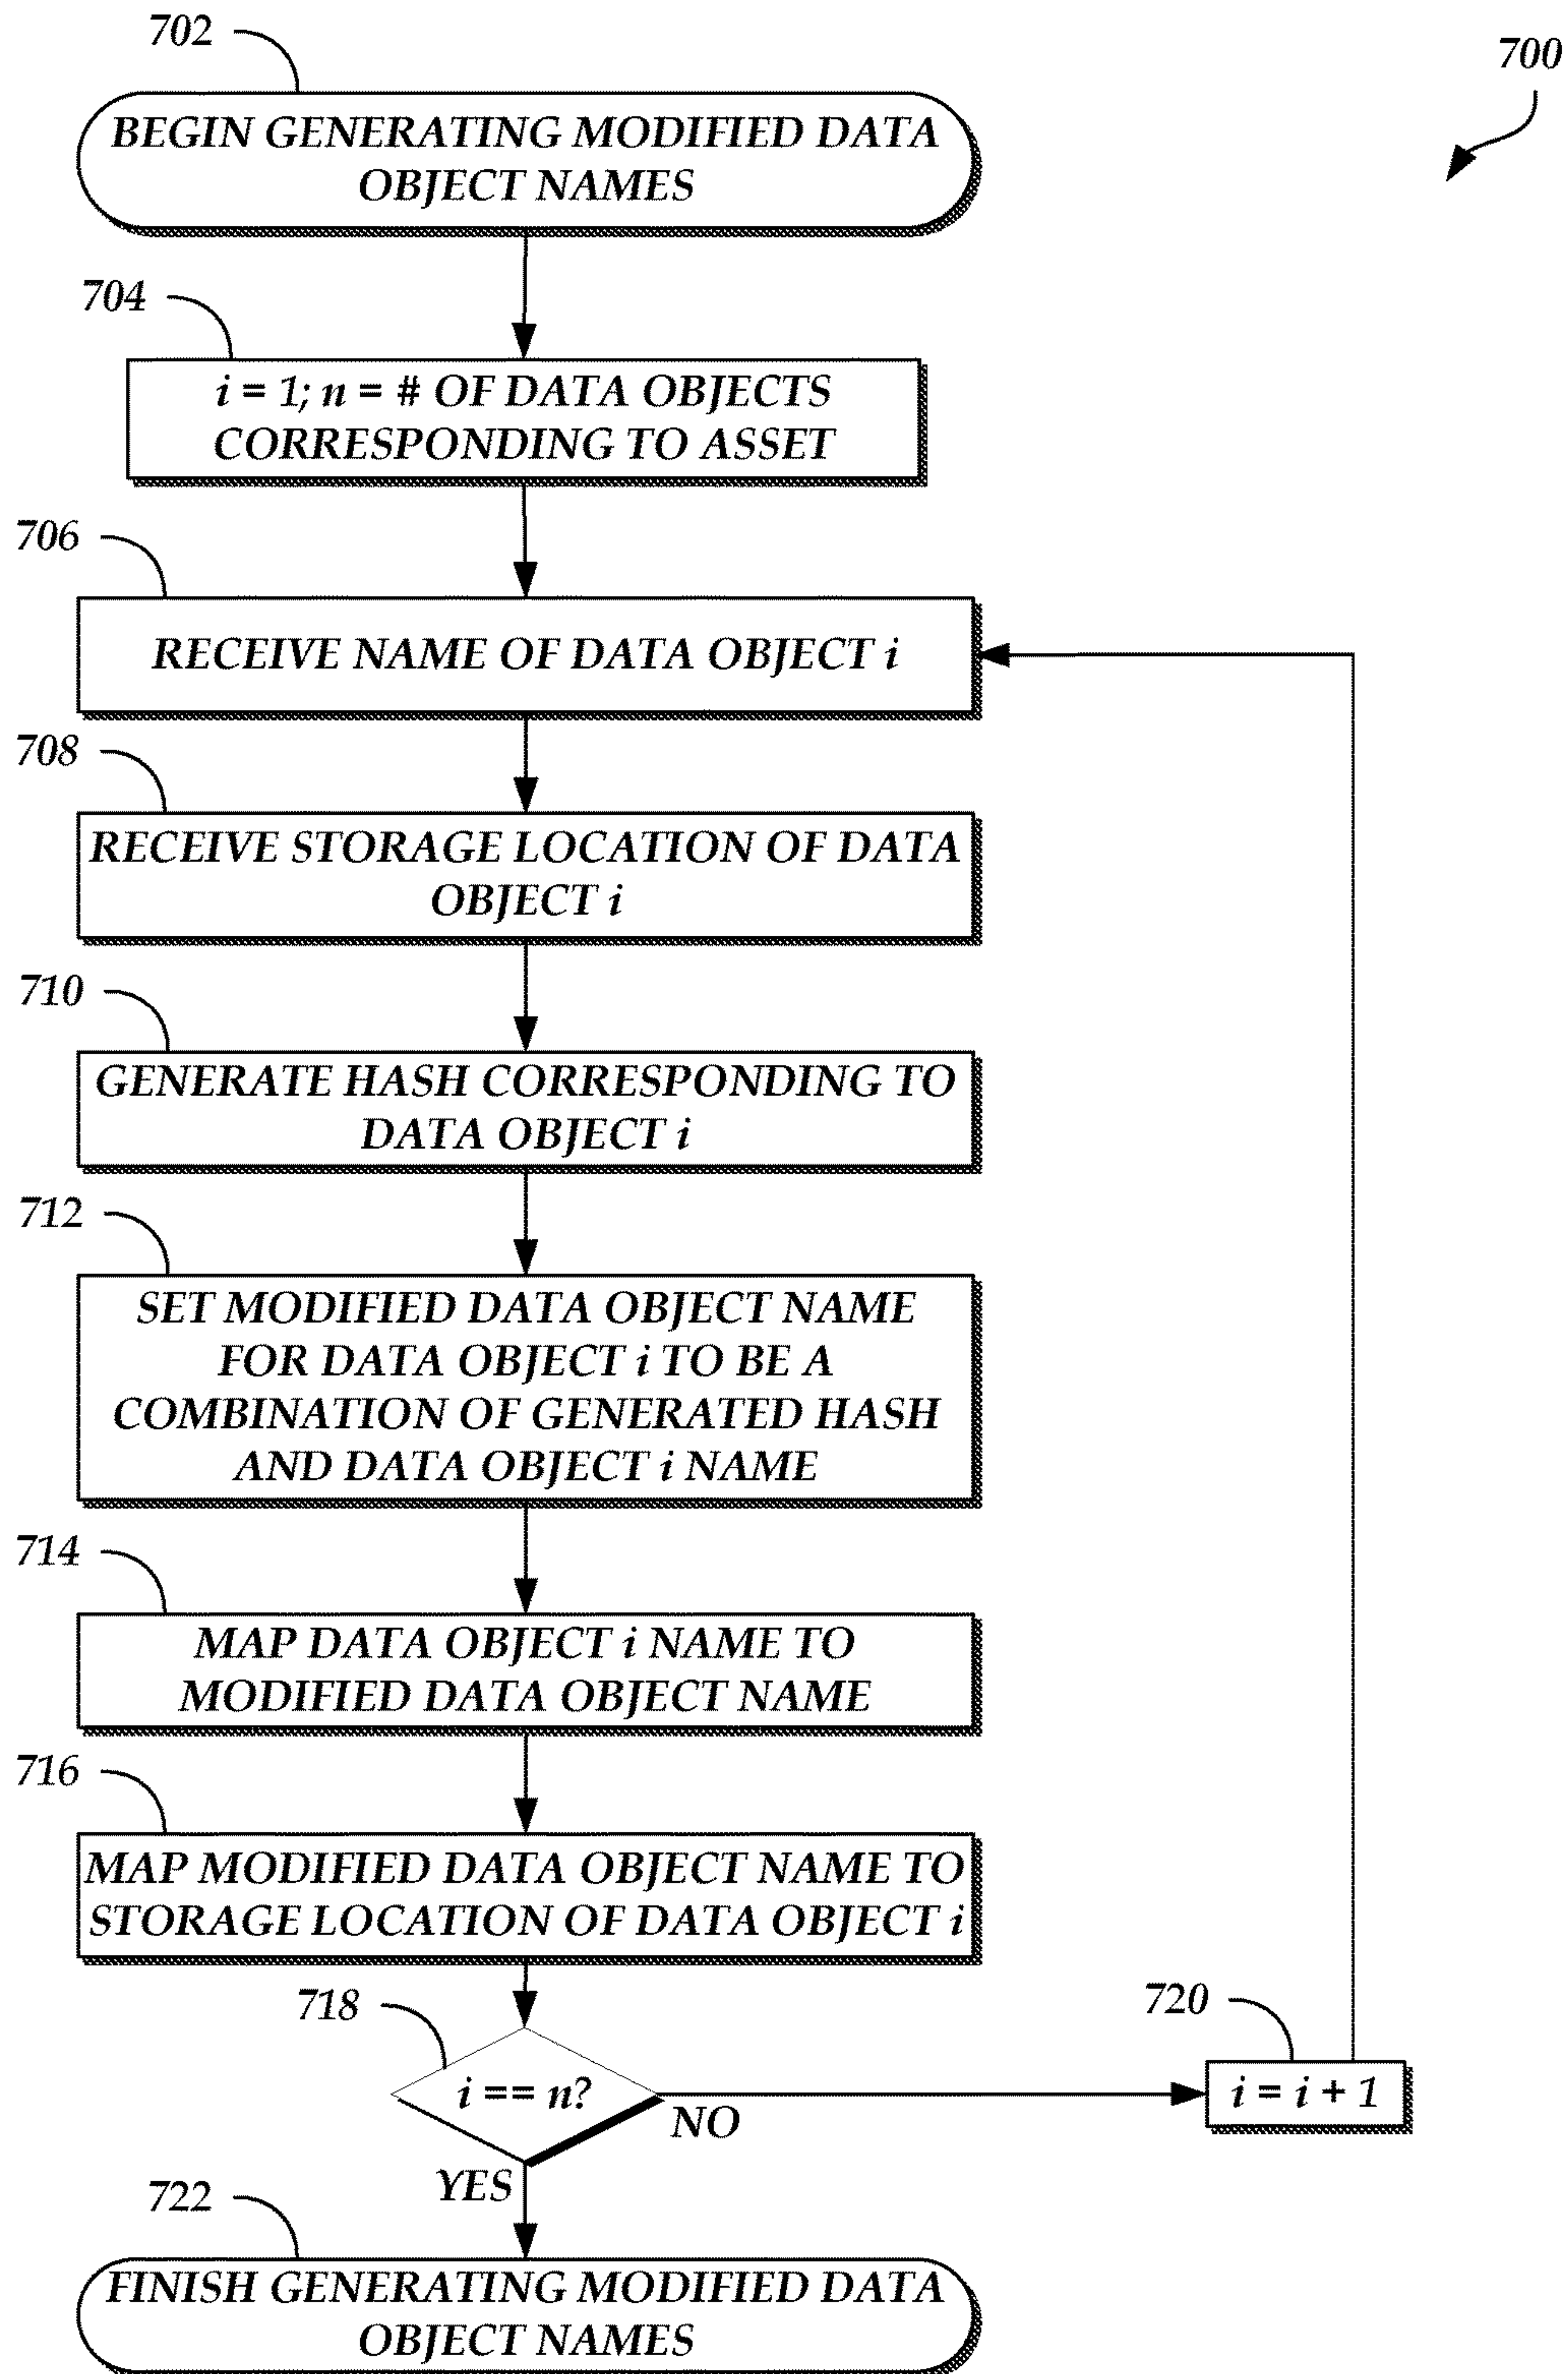 702
700
BEGIN GENERATING MODIFIED DATA
OBJECT NAMES
704
i = 1; n = # OF DATA OBJECTS
CORRESPONDING TO ASSET
706
RECEIVE NAME OF DATA OBJECT i
708
RECEIVE STORAGE LOCATION OF DATA
OBJECT i
710
GENERATE HASH CORRESPONDING TO
DATA OBJECT i
712
SET MODIFIED DATA OBJECT NAME
FOR DATA OBJECT i TO BE A
COMBINATION OF GENERATED HASH
AND DATA OBJECT i NAME
714
MAP DATA OBJECT i NAME TO
MODIFIED DATA OBJECT NAME
716
MAP MODIFIED DATA OBJECT NAME TO
STORAGE LOCATION OF DATA OBJECT i
718
720
i == n?
i = i + 1
NO
YES
722
FINISH GENERATING MODIFIED DATA
OBJECT NAMES